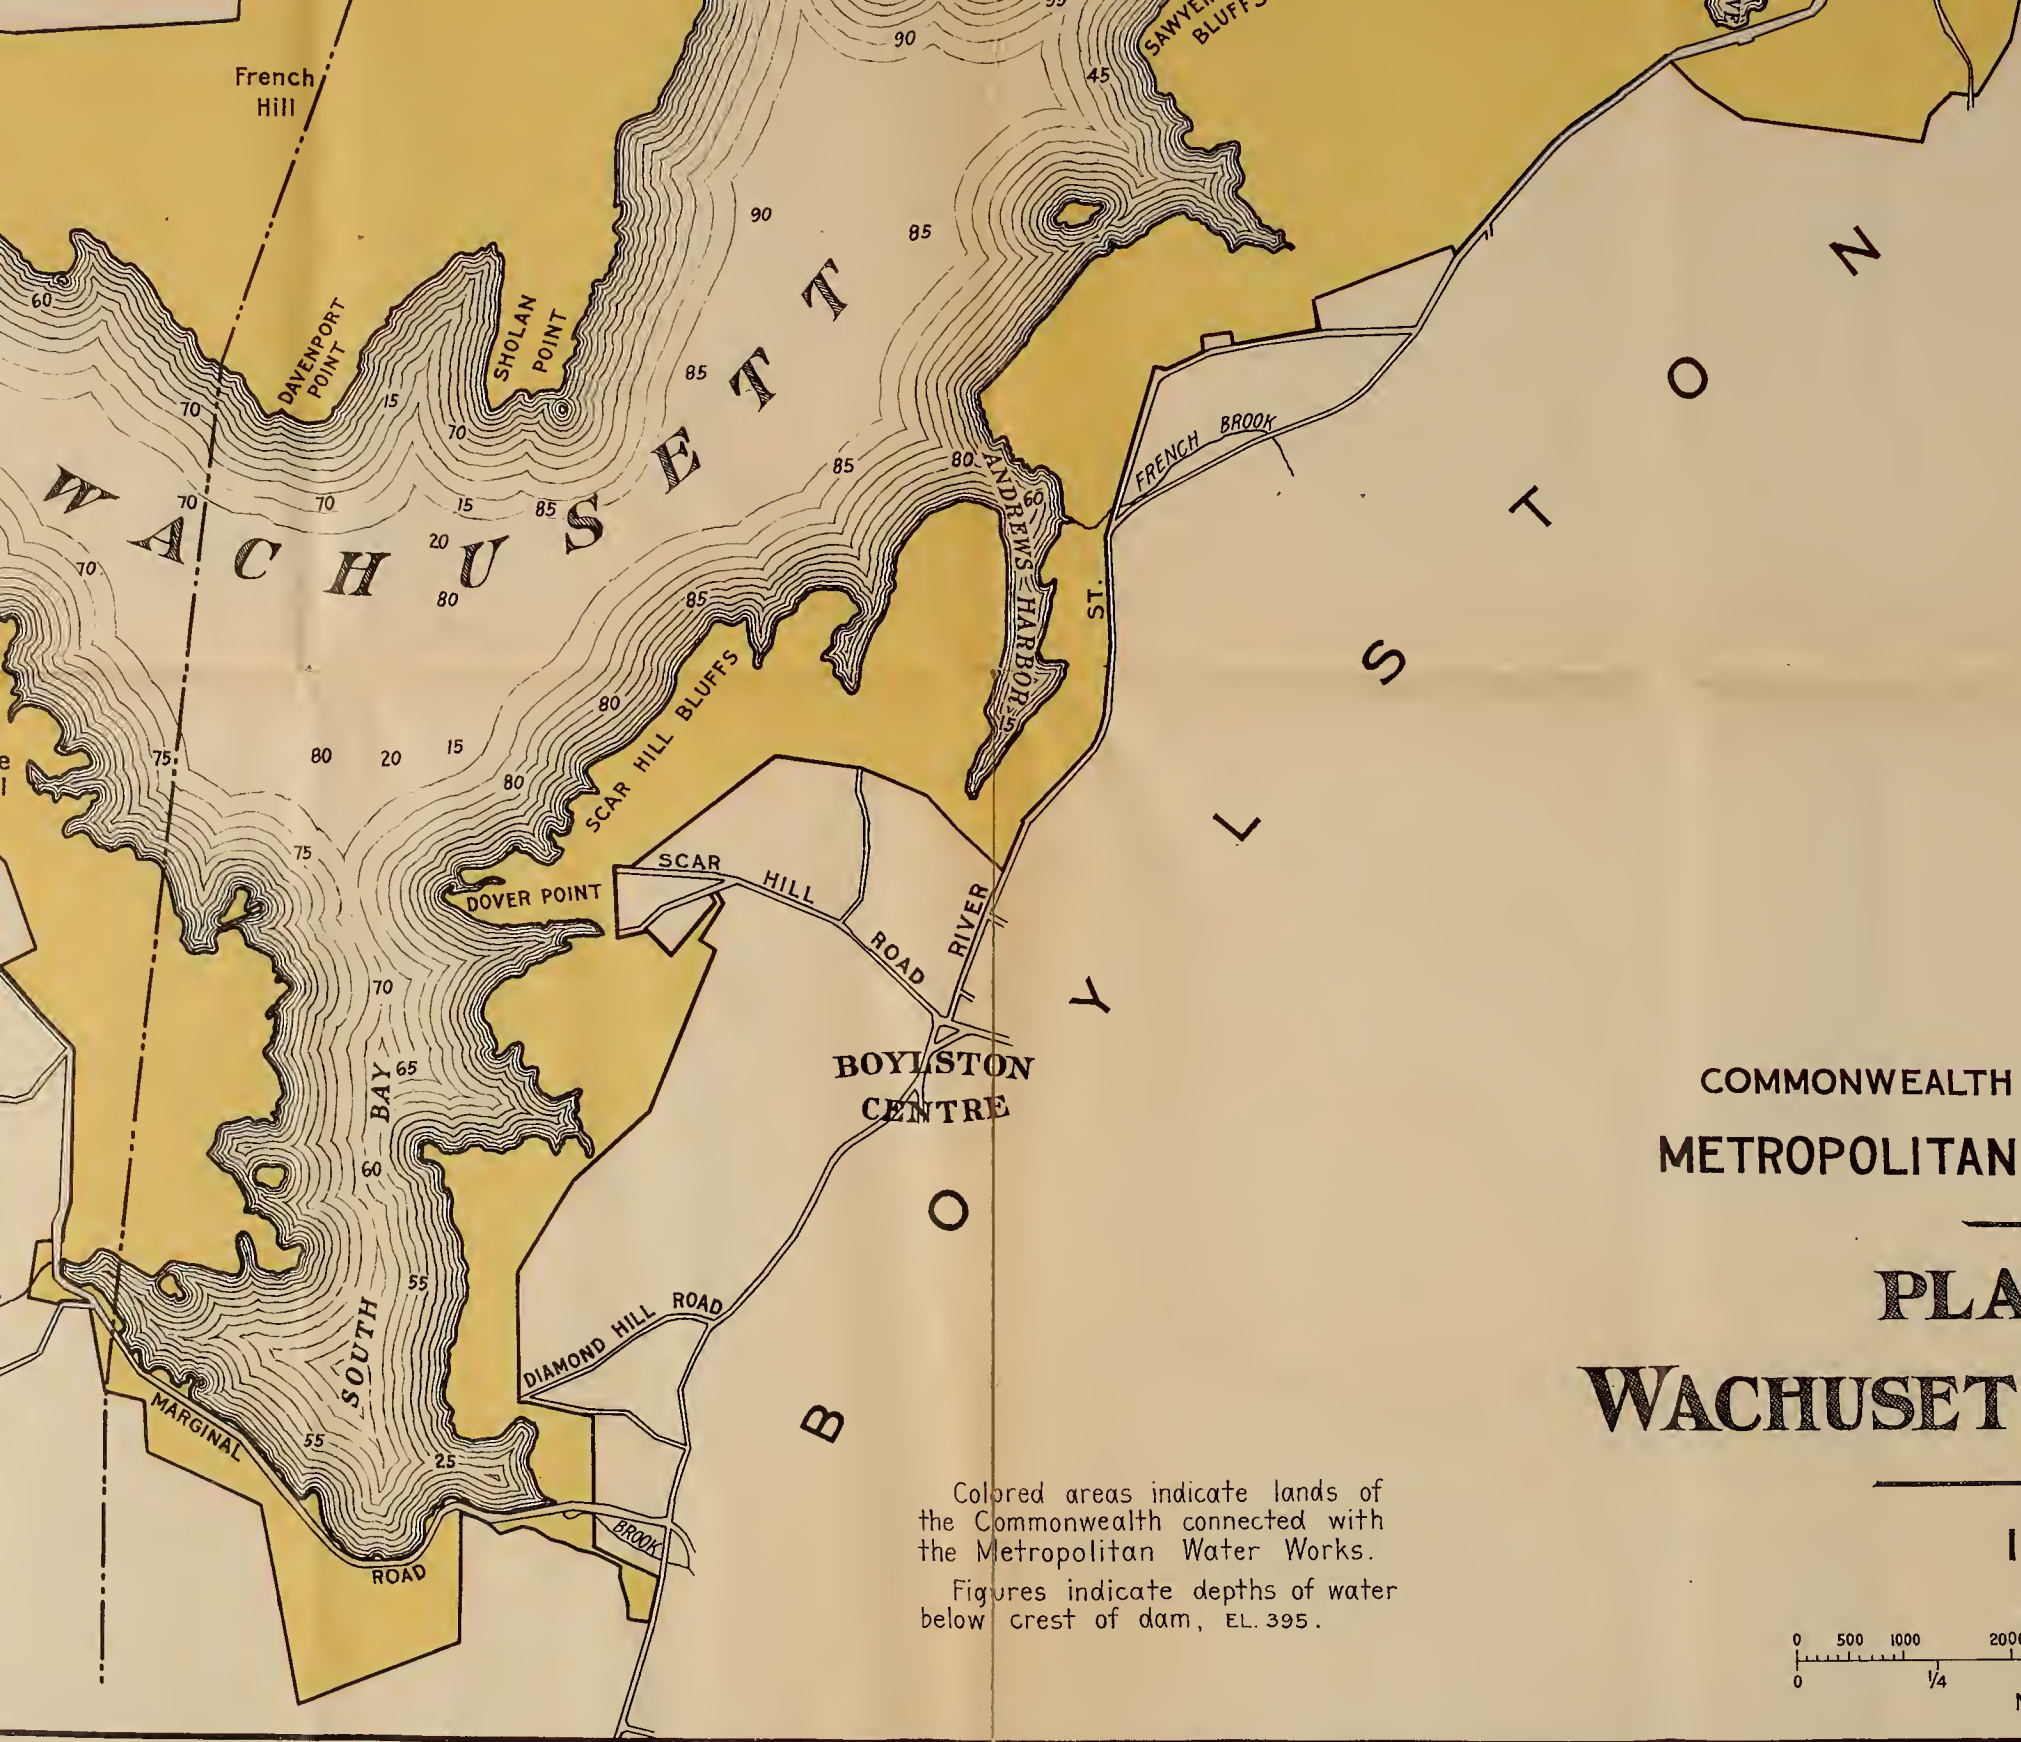 99
90
SAWYER
BLUFFS
45
French
Hill
90
85
60
DAVENPORT
POINT
SHOLAN
POINT
70
15
70
85
85
80
60
70
70
15
85
20
80
70
85
WACHUSETT
ANDREWS HARBOR
15
FRENCH BROOK
ST.
RIVER
75
80
20
15
80
80
SCAR HILL BLUFFS
75
DOVER POINT
SCAR HILL ROAD
70
65
60
55
55
25
SOUTH BAY
BOYLSTON
CENTRE
BOYLSTON
DIAMOND HILL ROAD
MARGINAL ROAD
BROOK
COMMONWEALTH
METROPOLITAN
PLA
WACHUSET
Colored areas indicate lands of
the Commonwealth connected with
the Metropolitan Water Works.
Figures indicate depths of water
below crest of dam, EL. 395.
0 500 1000 200
0 1/4